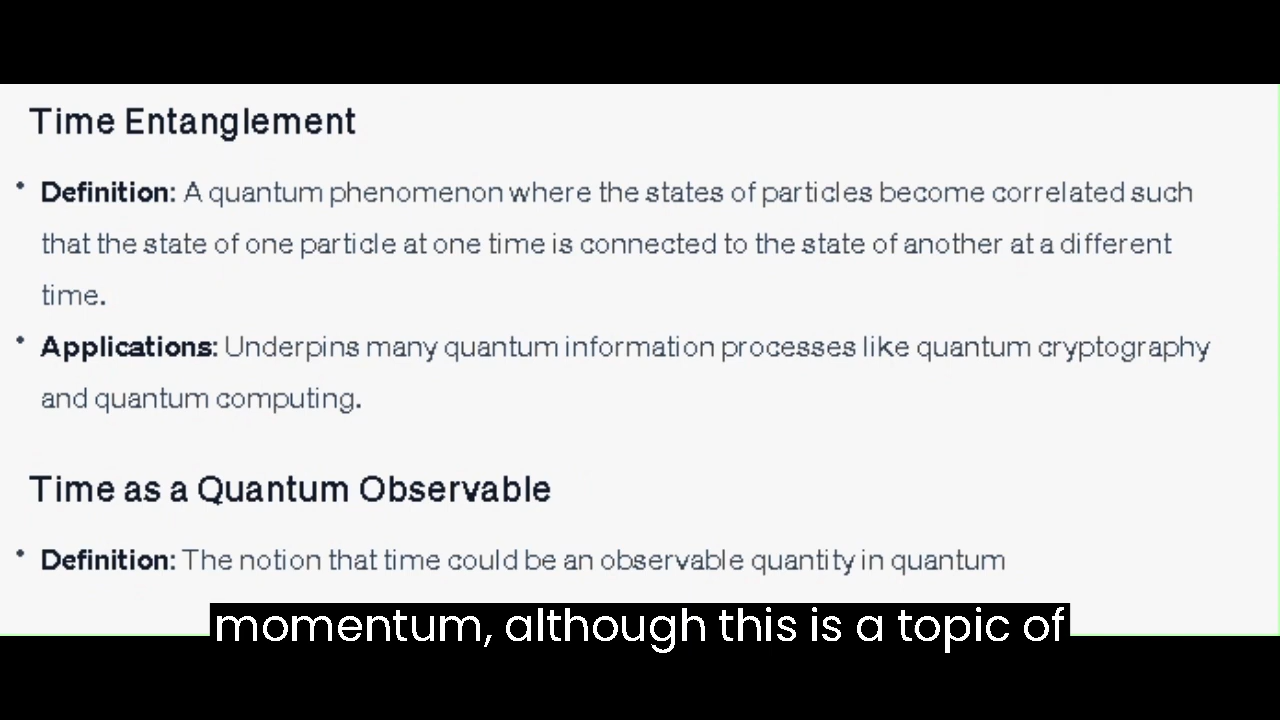 Time Entanglement
• Definition: A quantum phenomenon where the states of particles become correlated such
that the state of one particle at one time is connected to the state of another at a different
time.
• Applications: Underpins many quantum information processes like quantum cryptography
and quantum computing.
Time as a Quantum Observable
• Definition: The notion that time could be an observable quantity in quantum
momentum, although this is a topic of